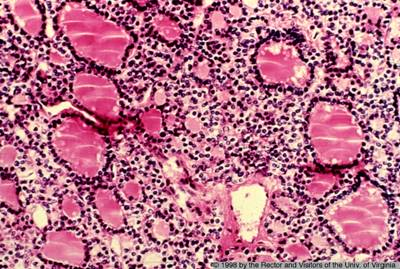 © 1998 by the Rector and Visitors of the Univ. of Virginia